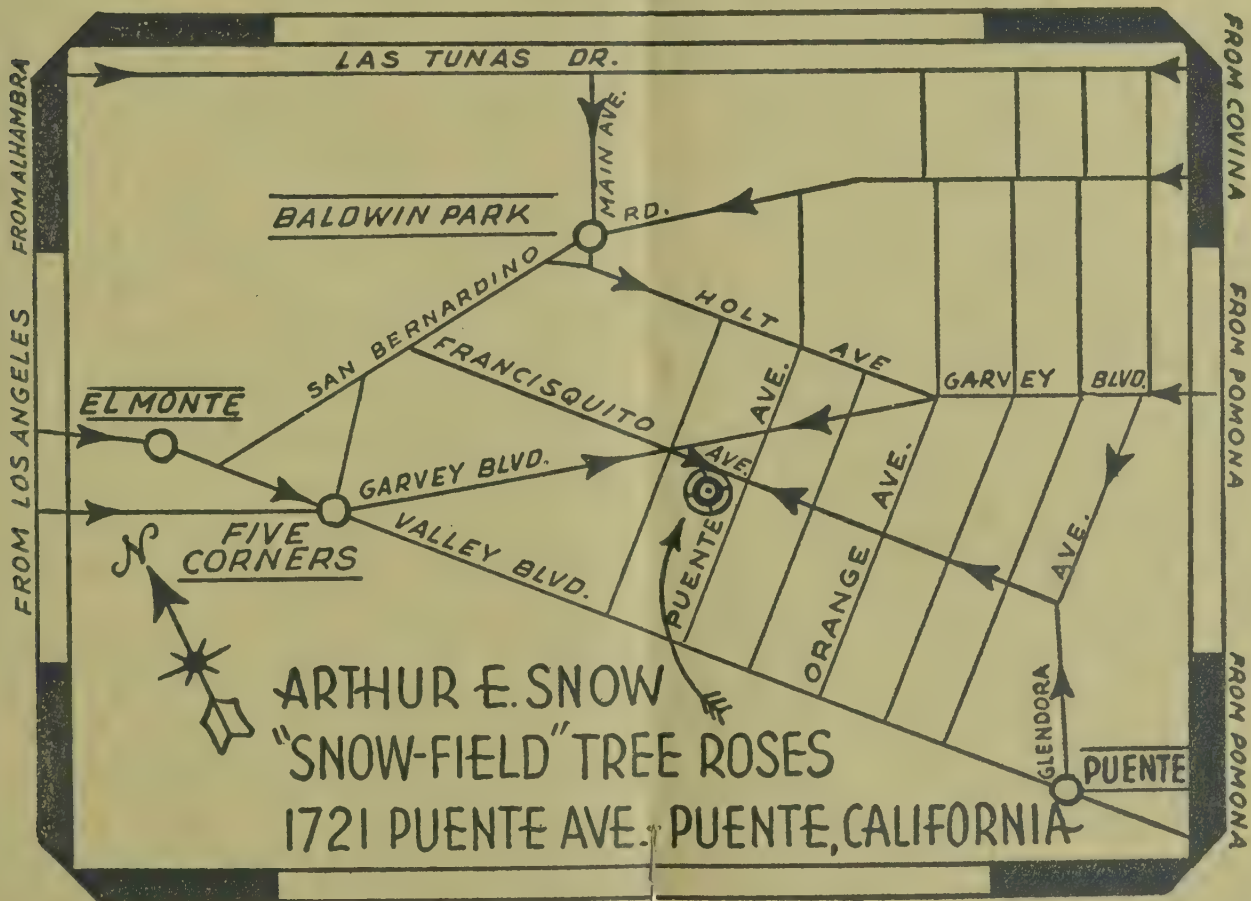 LAS TUNAS DR.
FROM ALHAMBRA
FROM COVINA
MAIN AVE.
BALDWIN PARK
RD.
SAN BERNARDINO
HOLT AVE
FRANCISQUITO AVE.
GARVEY BLVD.
FROM POMONA
EL MONTE
FROM LOS ANGELES
GARVEY BLVD.
FIVE
CORNERS
VALLEY BLVD.
PUENTE AVE.
ORANGE AVE.
GLENDORA AVE.
PUENTE
FROM POMONA
N
ARTHUR E. SNOW
"SNOW-FIELD" TREE ROSES
1721 PUENTE AVE. PUENTE, CALIFORNIA